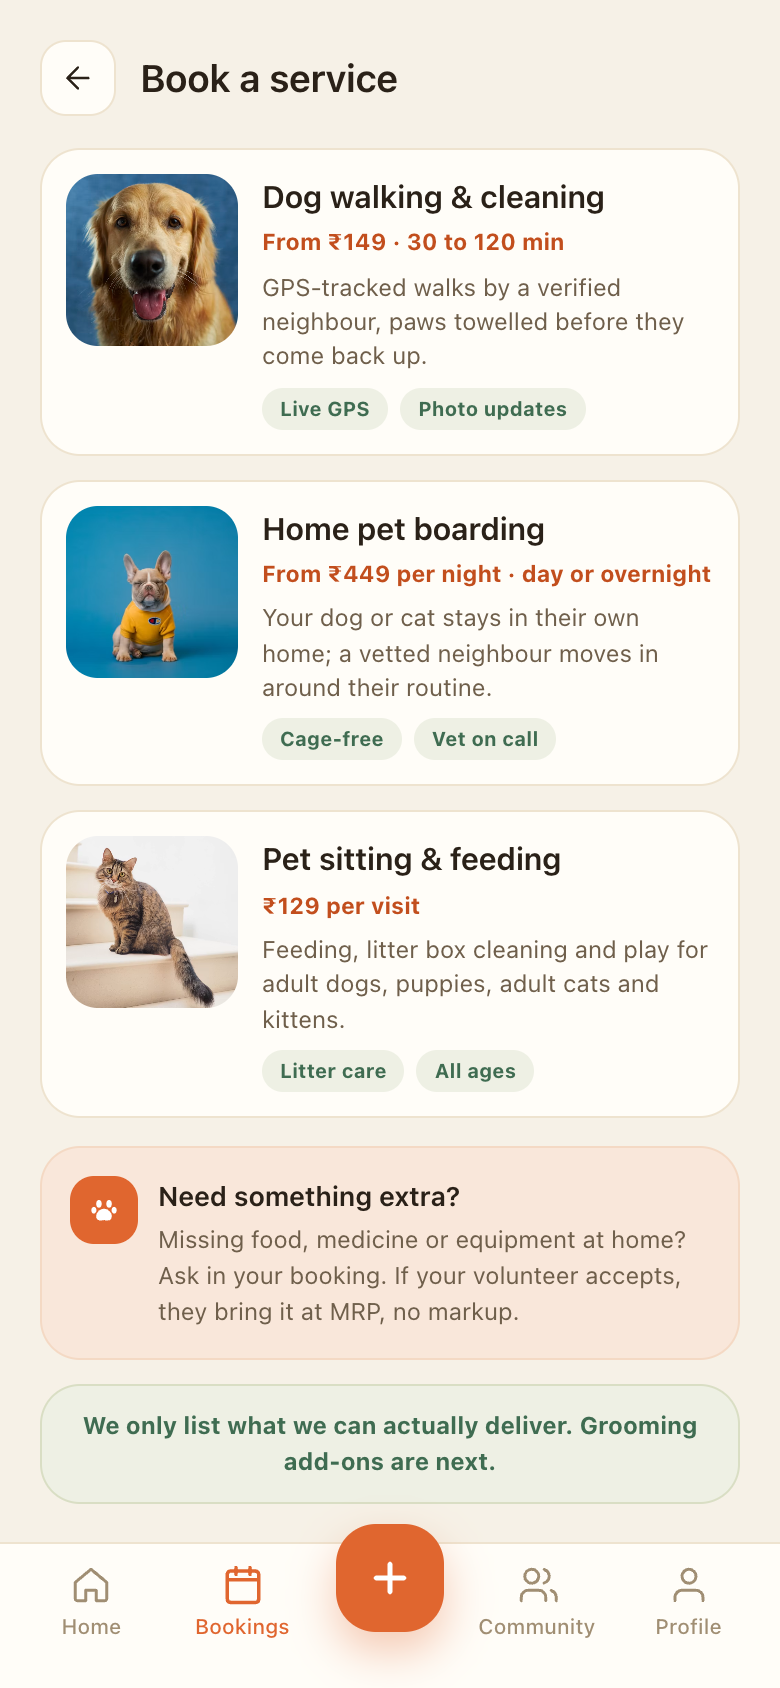 Book a service
Dog walking & cleaning
From ₹149 · 30 to 120 min
GPS-tracked walks by a verified
neighbour, paws towelled before they
come back up.
Live GPS
Photo updates
Home pet boarding
From ₹449 per night · day or overnight
Your dog or cat stays in their own
home; a vetted neighbour moves in
around their routine.
Cage-free
Vet on call
Pet sitting & feeding
₹129 per visit
Feeding, litter box cleaning and play for
adult dogs, puppies, adult cats and
kittens.
Litter care
All ages
Need something extra?
Missing food, medicine or equipment at home?
Ask in your booking. If your volunteer accepts,
they bring it at MRP, no markup.
We only list what we can actually deliver. Grooming
add-ons are next.
Home
Bookings
Community
Profile